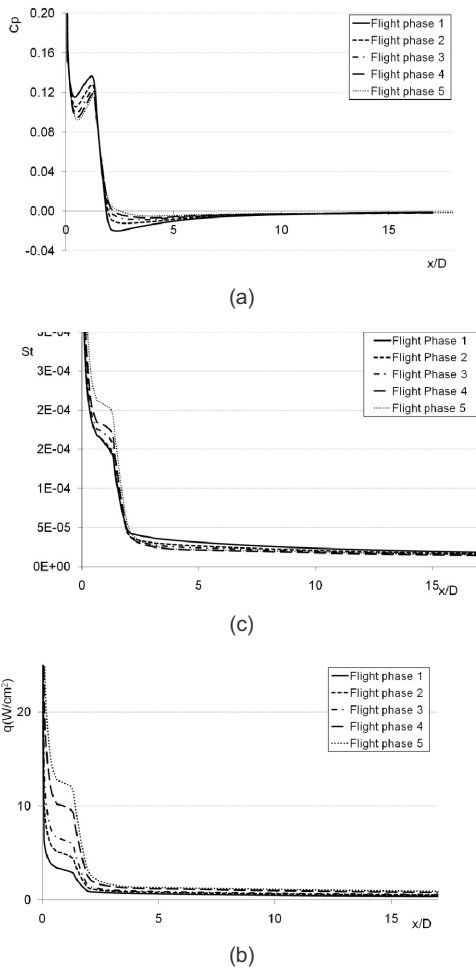 Cp
0.20
0.16
0.12
0.08
0.04
0.00
-0.04
0
5
10
15
x/D
Flight phase 1
Flight phase 2
Flight phase 3
Flight phase 4
Flight phase 5
(a)
St
3E-04
3E-04
2E-04
2E-04
1E-04
5E-05
0E+00
0
5
10
15
x/D
Flight Phase 1
Flight Phase 2
Flight Phase 3
Flight Phase 4
Flight phase 5
(c)
q(W/cm²)
20
10
0
0
5
10
15
x/D
Flight phase 1
Flight phase 2
Flight phase 3
Flight phase 4
Flight phase 5
(b)